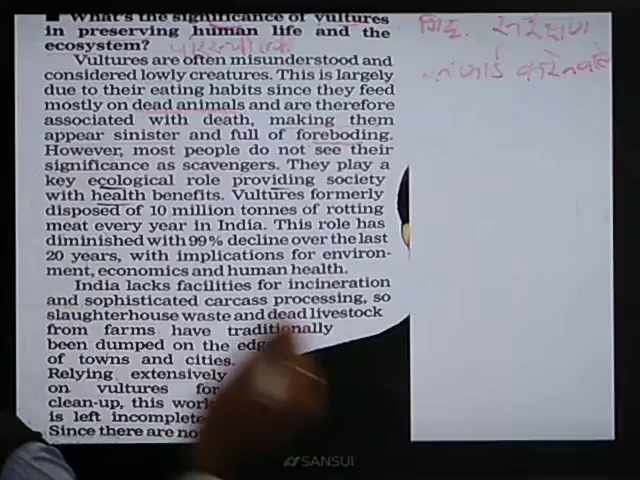 ■ What's the significance of vultures
in preserving human life and the
ecosystem?
Vultures are often misunderstood and
considered lowly creatures. This is largely
due to their eating habits since they feed
mostly on dead animals and are therefore
associated with death, making them
appear sinister and full of foreboding.
However, most people do not see their
significance as scavengers. They play a
key ecological role providing society
with health benefits. Vultures formerly
disposed of 10 million tonnes of rotting
meat every year in India. This role has
diminished with 99% decline over the last
20 years, with implications for environ-
ment, economics and human health.
India lacks facilities for incineration
and sophisticated carcass processing, so
slaughterhouse waste and dead livestock
from farms have traditionally
been dumped on the edge
of towns and cities.
Relying extensively
on vultures for
clean-up, this work
is left incomplete
Since there are no
SANSUI